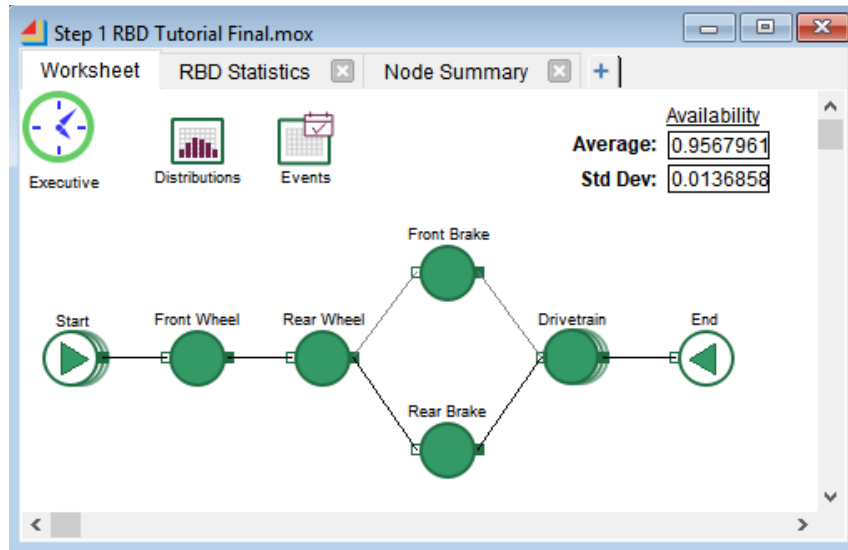 Step 1 RBD Tutorial Final.mox
Worksheet RBD Statistics Node Summary +
Availability
Average: 0.9567961
Std Dev: 0.0136858
Executive Distributions Events
Front Brake
Start Front Wheel Rear Wheel Drivetrain End
Rear Brake